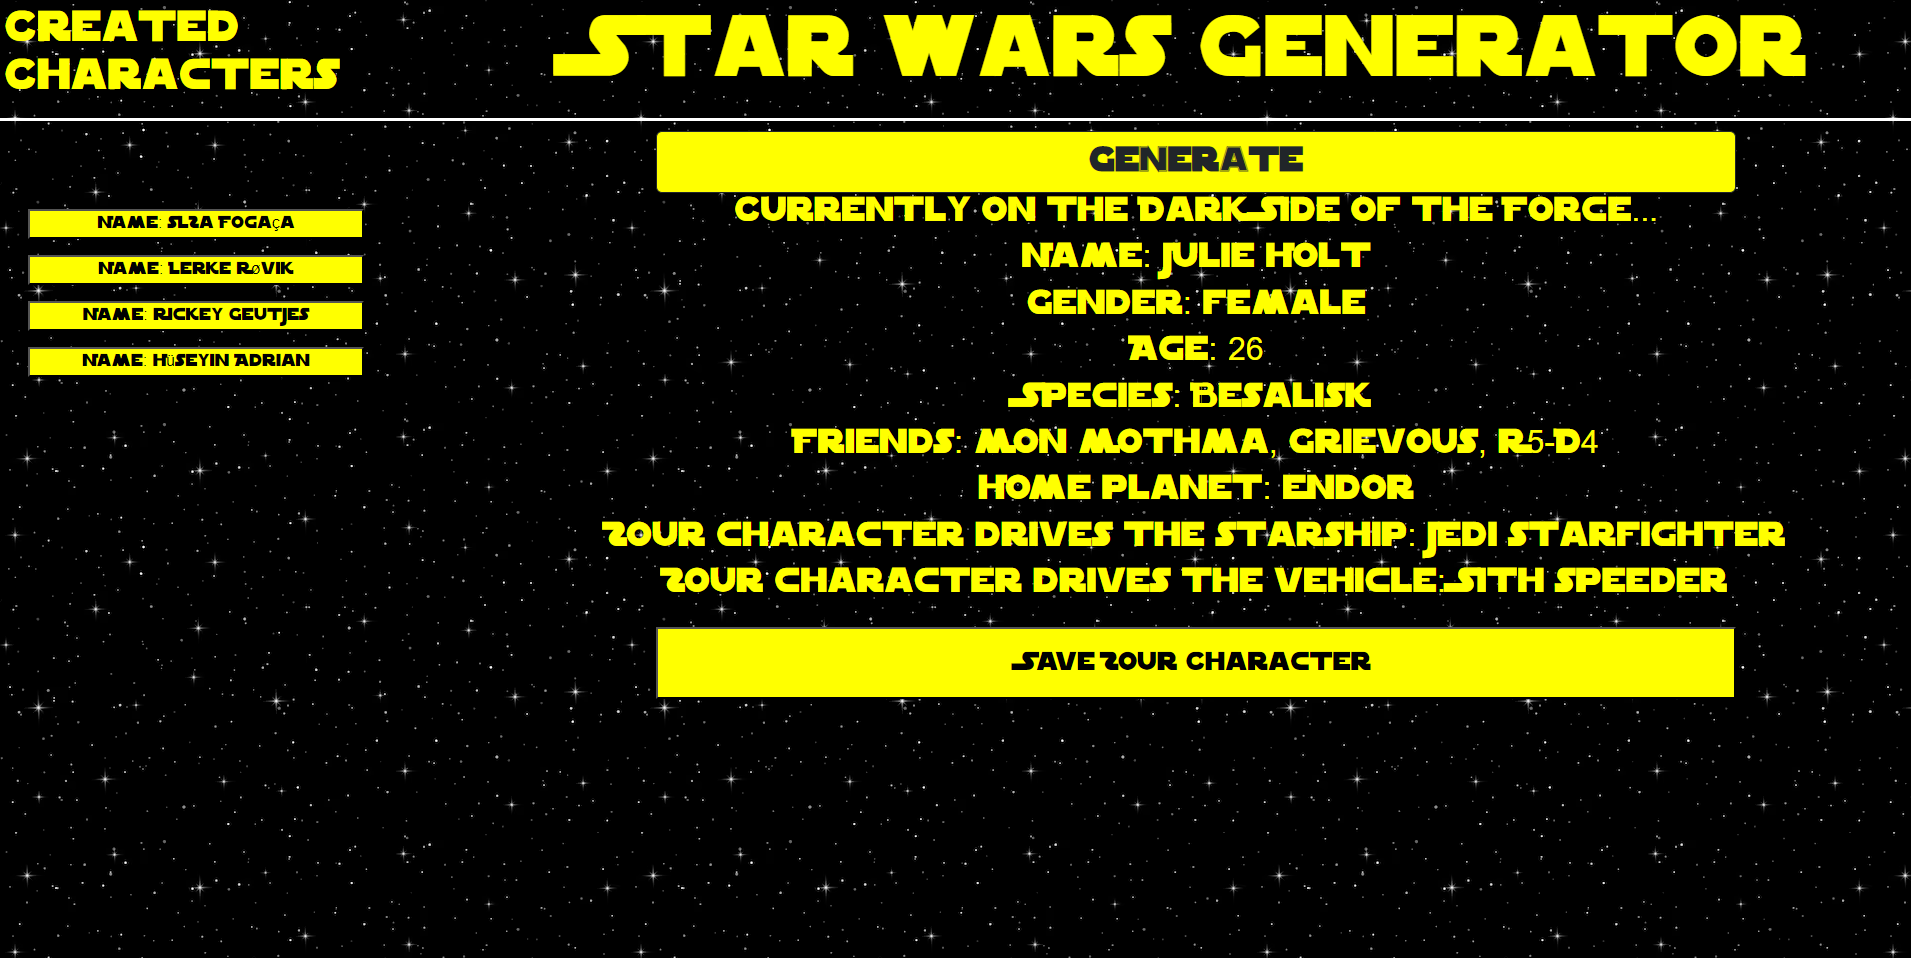 Created
Characters
Star Wars Generator
Generate
Currently on the Dark Side of the Force...
Name: Julie Holt
Gender: female
Age: 26
Species: Besalisk
Friends: Mon Mothma, Grievous, R5-D4
Home Planet: Endor
Your character drives the starship: Jedi starfighter
Your character drives the vehicle: Sith speeder
Save Your Character
Name: Fogaça
Name: Lerke Røvik
Name: Rickey Geutjes
Name: Hüseyin Adrian